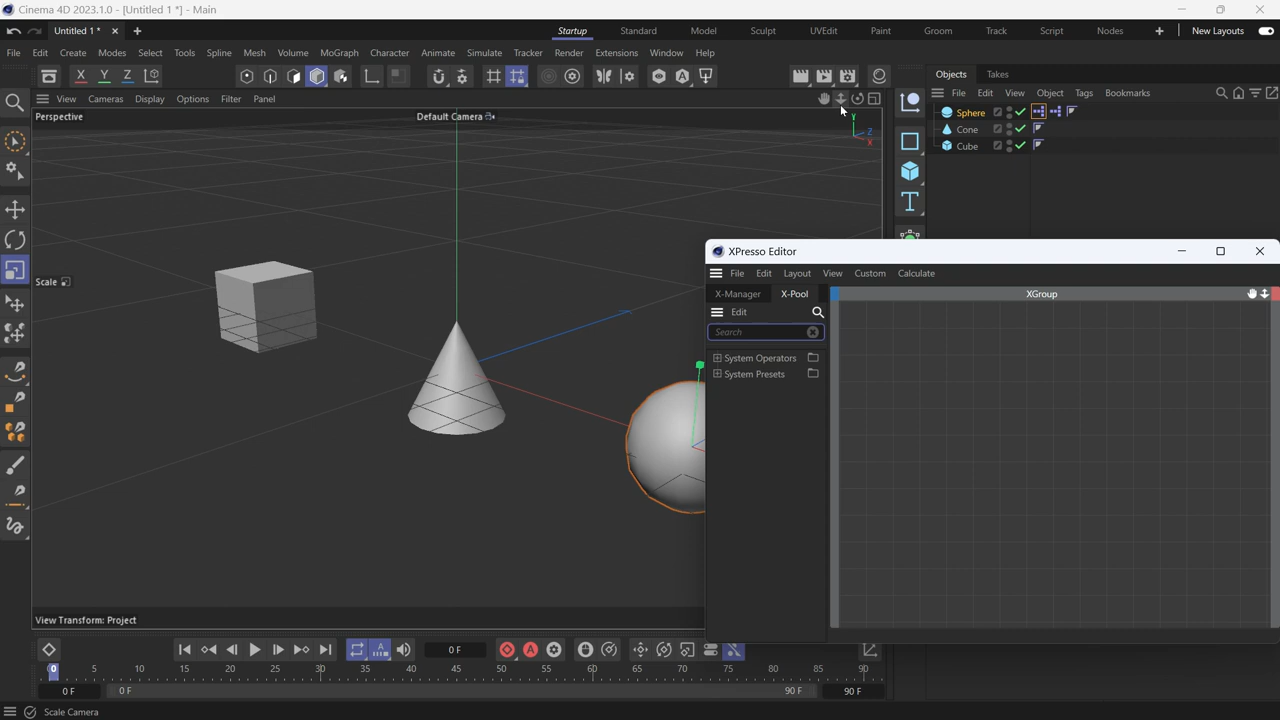 Cinema 4D 2023.1.0 - [Untitled 1 *] - Main
Untitled 1 * Startup Standard Model Sculpt UVEdit Paint Groom Track Script Nodes New Layouts
File Edit Create Modes Select Tools Spline Mesh Volume MoGraph Character Animate Simulate Tracker Render Extensions Window Help
X Y Z
Objects Takes
View Cameras Display Options Filter Panel
File Edit View Object Tags Bookmarks
Perspective Default Camera
Y
Z
X
Sphere
Cone
Cube
XPresso Editor
File Edit Layout View Custom Calculate
Scale
X-Manager X-Pool XGroup
Edit
Search
System Operators
System Presets
View Transform: Project
0 F
0 5 10 15 20 25 30 35 40 45 50 55 60 65 70 75 80 85 90
0 F 0 F 90 F 90 F
Scale Camera